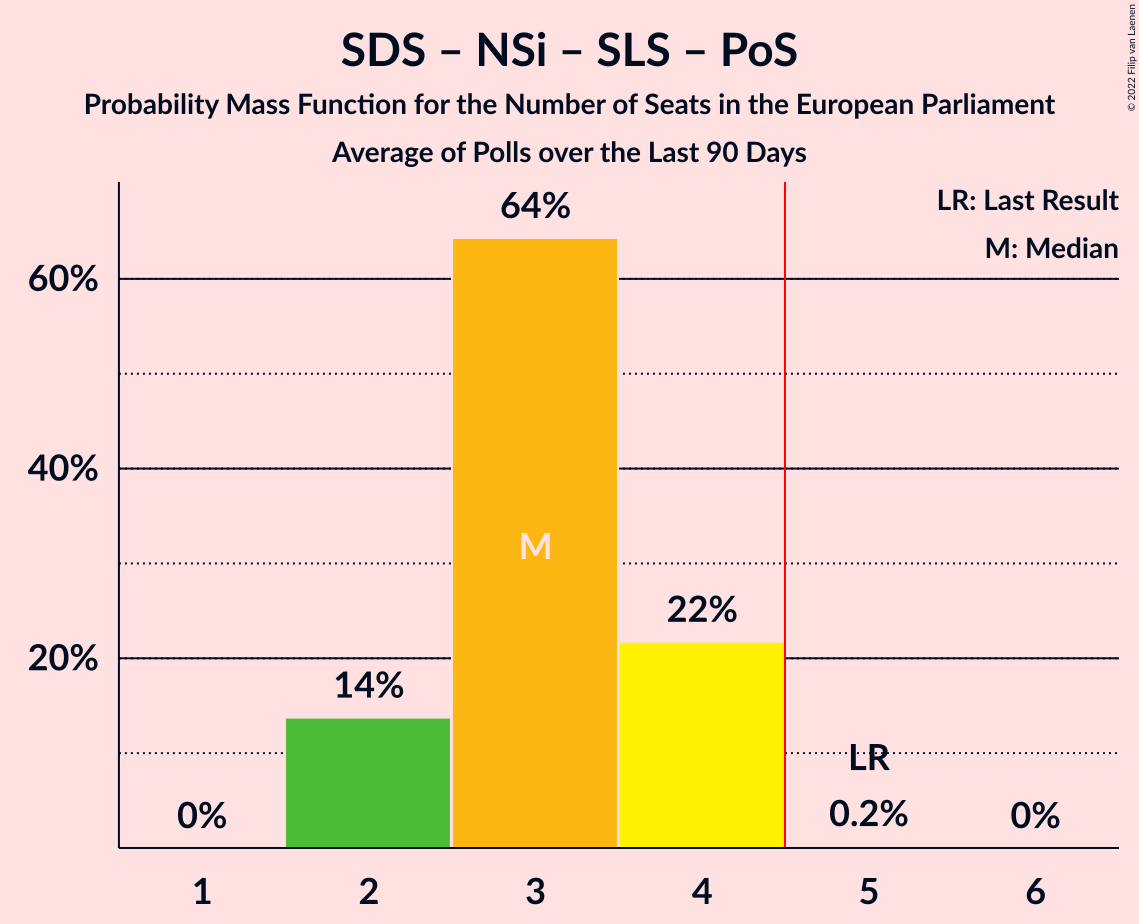 SDS – NSi – SLS – PoS
Probability Mass Function for the Number of Seats in the European Parliament
Average of Polls over the Last 90 Days
© 2022 Filip van Laenen
LR: Last Result
M: Median
64%
60%
40%
M
22%
20%
14%
LR
0%
0.2%
0%
1 2 3 4 5 6